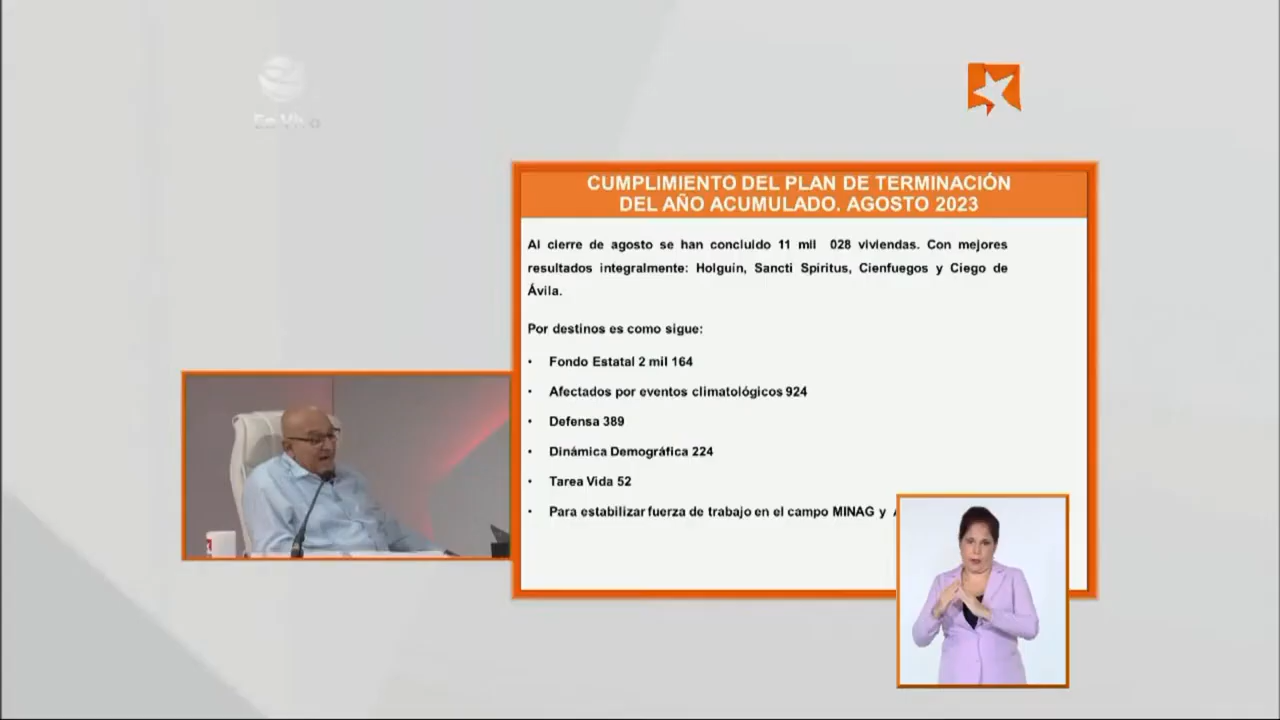 En Vivo
CUMPLIMIENTO DEL PLAN DE TERMINACIÓN
DEL AÑO ACUMULADO. AGOSTO 2023
Al cierre de agosto se han concluido 11 mil 028 viviendas. Con mejores
resultados integralmente: Holguín, Sancti Spíritus, Cienfuegos y Ciego de
Ávila.
Por destinos es como sigue:
• Fondo Estatal 2 mil 164
• Afectados por eventos climatológicos 924
• Defensa 389
• Dinámica Demográfica 224
• Tarea Vida 52
• Para estabilizar fuerza de trabajo en el campo MINAG y